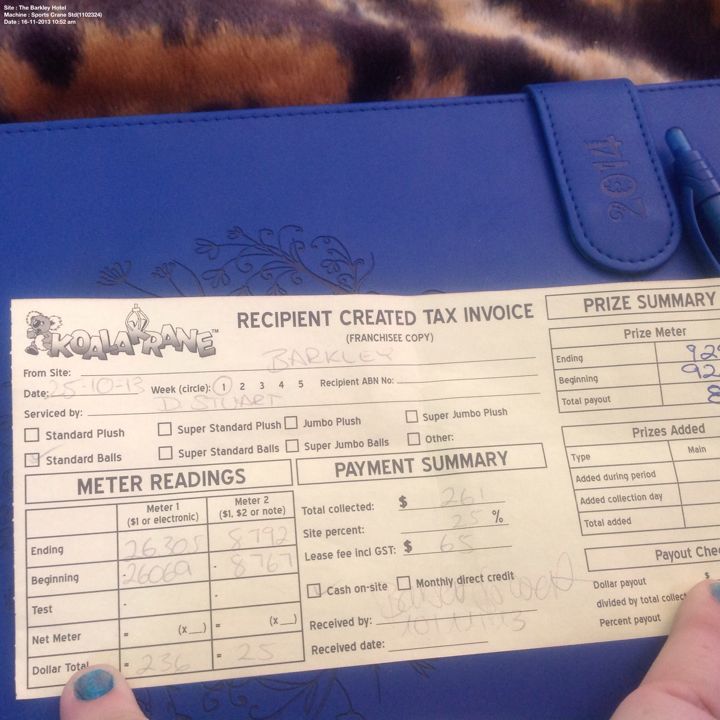 Site : The Barkley Hotel
Machine : Sports Crane Std(1102324)
Date : 16-11-2013 10:52 am
2014
KOALA KRANE™
RECIPIENT CREATED TAX INVOICE
(FRANCHISEE COPY)
From Site: BARKLEY
Date: 25-10-13 Week (circle): 1 2 3 4 5 Recipient ABN No:
Serviced by: D. STUART
Standard Plush Super Standard Plush Jumbo Plush Super Jumbo Plush
Standard Balls Super Standard Balls Super Jumbo Balls Other:
METER READINGS
Meter 1 Meter 2
($1 or electronic) ($1, $2 or note)
Ending 26305 8792
Beginning - 26069 - 8767
Test - -
Net Meter = (x__) = (x__)
Dollar Total = 236 = 25
PAYMENT SUMMARY
Total collected: $ 261
Site percent: 25 %
Lease fee incl GST: $ 65
Cash on-site Monthly direct credit
Received by:
Received date:
PRIZE SUMMARY
Prize Meter
Ending
Beginning
Total payout
Prizes Added
Type Main
Added during period
Added collection day
Total added
Payout
Dollar payout $
divided by total
Percent payout